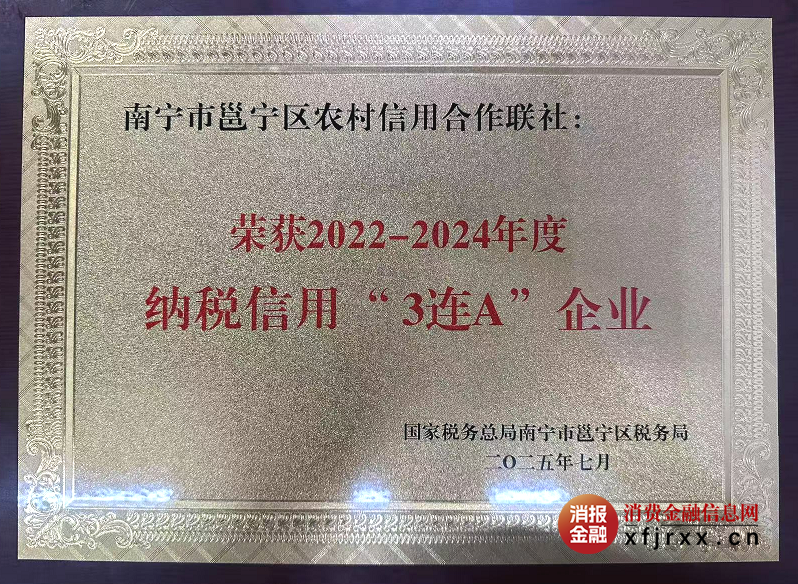 南宁市邕宁区农村信用合作联社：
荣获2022-2024年度
纳税信用“3连A”企业
国家税务总局南宁市邕宁区税务局
二〇二五年七月
消报
金融
消费金融信息网
xfjrxx.cn